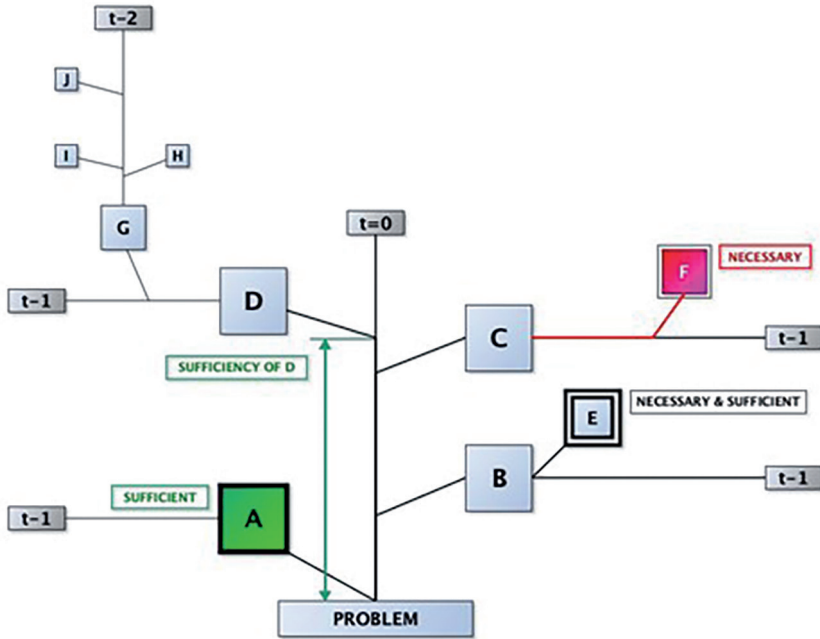 t-2
J
I
H
G
t=0
F
NECESSARY
t-1
D
C
t-1
SUFFICIENCY OF D
E
NECESSARY & SUFFICIENT
B
t-1
SUFFICIENT
A
t-1
PROBLEM